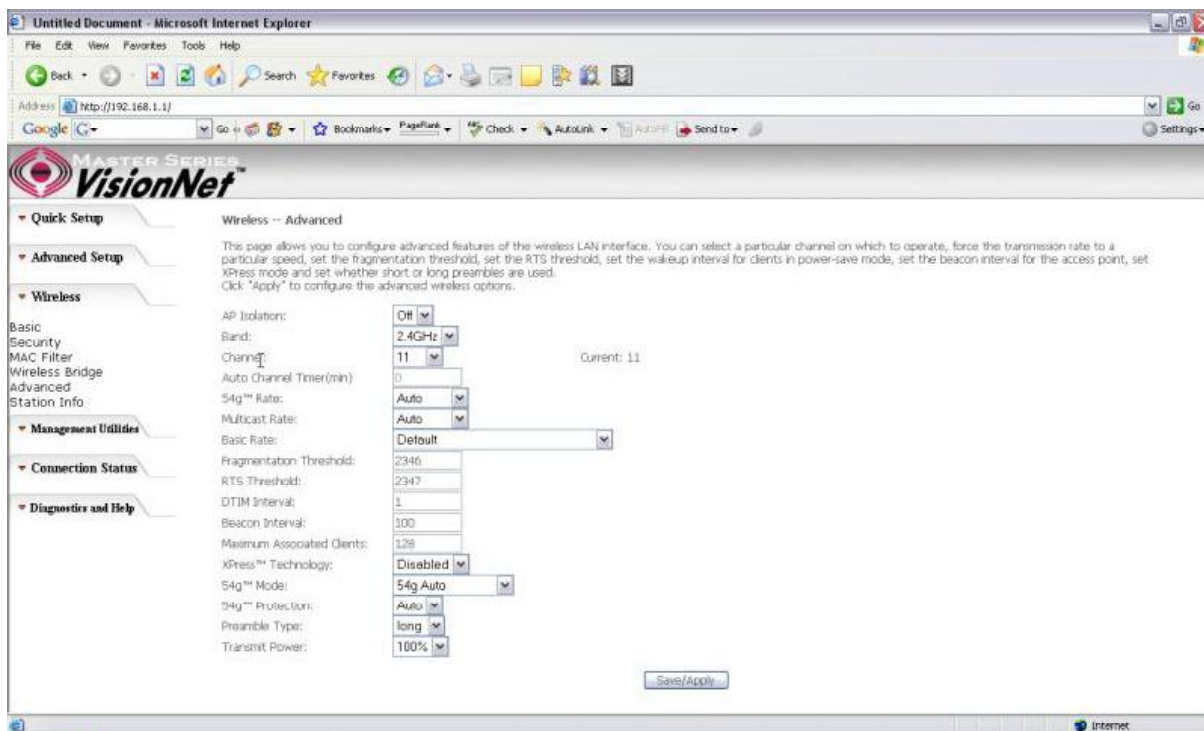 Untitled Document - Microsoft Internet Explorer
File Edit View Favorites Tools Help
Back Search Favorites
Address http://192.168.1.1/ Go
Google Go Bookmarks PageRank Check AutoLink AutoFill Send to Settings
MASTER SERIES
VisionNet™
Quick Setup
Advanced Setup
Wireless
Basic
Security
MAC Filter
Wireless Bridge
Advanced
Station Info
Management Utilities
Connection Status
Diagnostics and Help
Wireless -- Advanced
This page allows you to configure advanced features of the wireless LAN interface. You can select a particular channel on which to operate, force the transmission rate to a
particular speed, set the fragmentation threshold, set the RTS threshold, set the wakeup interval for clients in power-save mode, set the beacon interval for the access point, set
XPress mode and set whether short or long preambles are used.
Click "Apply" to configure the advanced wireless options.
AP Isolation: Off
Band: 2.4GHz
Channel: 11 Current: 11
Auto Channel Timer(min) 0
54g™ Rate: Auto
Multicast Rate: Auto
Basic Rate: Default
Fragmentation Threshold: 2346
RTS Threshold: 2347
DTIM Interval: 1
Beacon Interval: 100
Maximum Associated Clients: 128
XPress™ Technology: Disabled
54g™ Mode: 54g Auto
54g™ Protection: Auto
Preamble Type: long
Transmit Power: 100%
Save/Apply
Internet